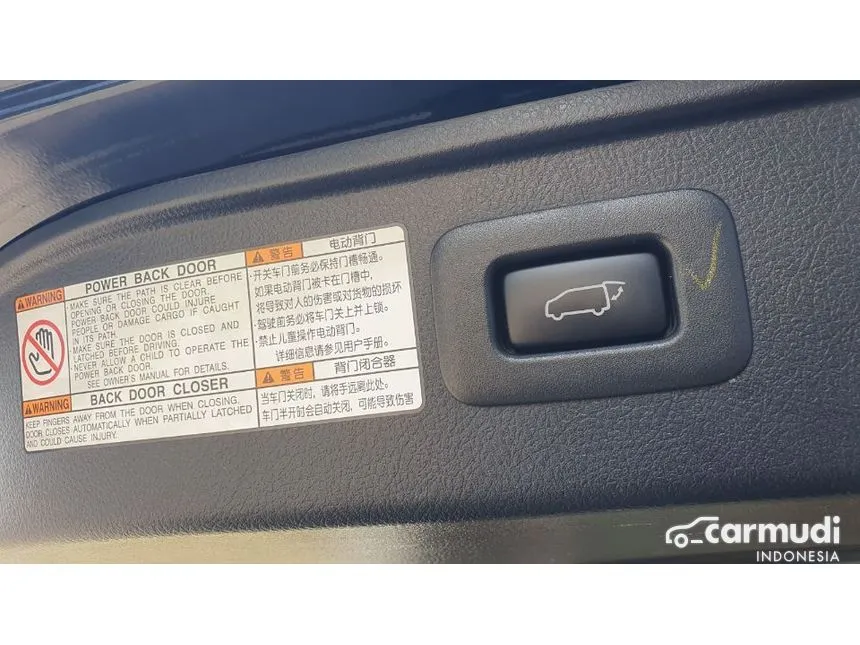 WARNING
POWER BACK DOOR
·MAKE SURE THE PATH IS CLEAR BEFORE
OPENING OR CLOSING THE DOOR.
POWER BACK DOOR COULD INJURE
PEOPLE OR DAMAGE CARGO IF CAUGHT
IN ITS PATH.
·MAKE SURE THE DOOR IS CLOSED AND
LATCHED BEFORE DRIVING.
·NEVER ALLOW A CHILD TO OPERATE THE
POWER BACK DOOR.
SEE OWNER'S MANUAL FOR DETAILS.
WARNING
BACK DOOR CLOSER
KEEP FINGERS AWAY FROM THE DOOR WHEN CLOSING.
DOOR CLOSES AUTOMATICALLY WHEN PARTIALLY LATCHED
AND COULD CAUSE INJURY.
警告
电动背门
·开关车门前务必保持门槽畅通。
如果电动背门被卡在门槽中,
将导致对人的伤害或对货物的损坏
·驾驶前务必将车门关上并上锁。
·禁止儿童操作电动背门。
详细信息请参见用户手册.
警告
背门闭合器
当车门关闭时, 请将手远离此处。
车门半开时会自动关闭, 可能导致伤害
carmudi
INDONESIA